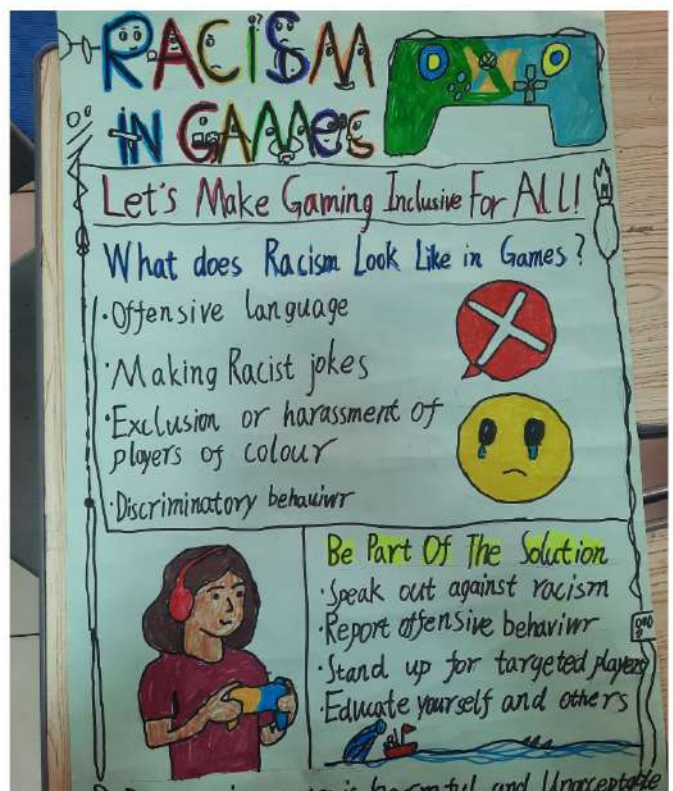 RACISM
IN GAMES
Let's Make Gaming Inclusive For All!
What does Racism Look Like in Games?
·Offensive language
·Making Racist jokes
·Exclusion or harassment of
players of colour
·Discriminatory behaviwr
Be Part Of The Solution
·Speak out against racism
·Report offensive behaviwr
·Stand up for targeted players
·Educate yourself and others
is harmful and Unacceptable